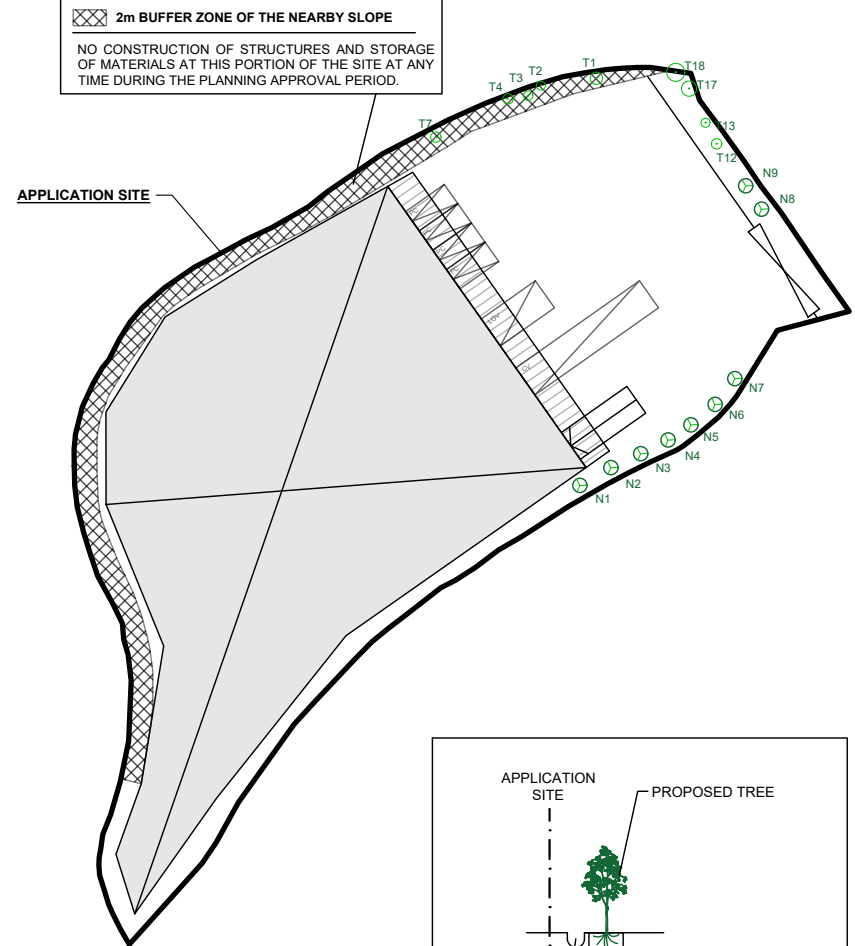 2m BUFFER ZONE OF THE NEARBY SLOPE
NO CONSTRUCTION OF STRUCTURES AND STORAGE
OF MATERIALS AT THIS PORTION OF THE SITE AT ANY
TIME DURING THE PLANNING APPROVAL PERIOD.
APPLICATION SITE
T7
T4
T3
T2
T1
T18
T17
T13
T12
N9
N8
N7
N6
N5
N4
N3
N2
N1
LGV
APPLICATION
SITE
PROPOSED TREE